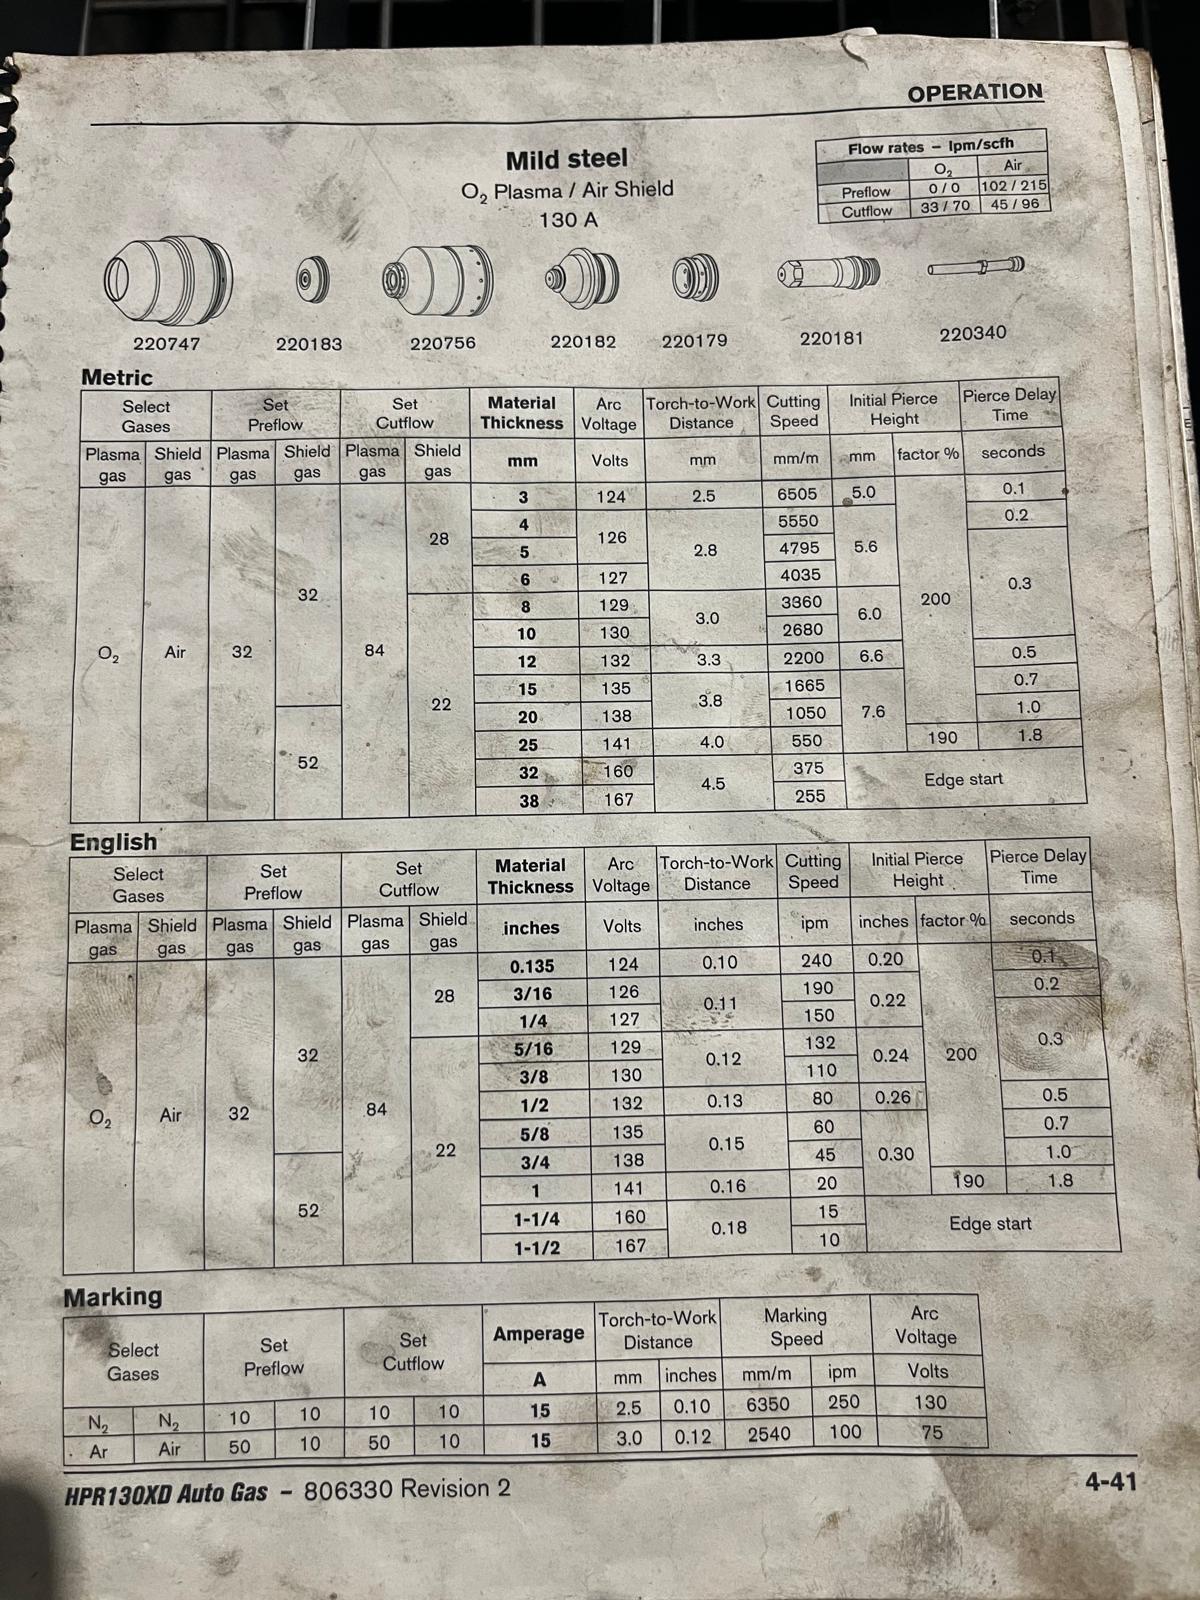 OPERATION
Mild steel
O₂ Plasma / Air Shield
130 A
Flow rates – lpm/scfh
O₂ Air
Preflow 0 / 0 102 / 215
Cutflow 33 / 70 45 / 96
220747 220183 220756 220182 220179 220181 220340
Metric
Select Gases Set Preflow Set Cutflow Material Thickness Arc Voltage Torch-to-Work Distance Cutting Speed Initial Pierce Height Pierce Delay Time
Plasma gas Shield gas Plasma gas Shield gas Plasma gas Shield gas mm Volts mm mm/m mm factor % seconds
O₂ Air 32 32 84 28 3 124 2.5 6505 5.0 200 0.1
4 126 2.8 5550 5.6 0.2
5 4795 0.3
6 127 4035
22 8 129 3.0 3360 6.0
10 130 2680
12 132 3.3 2200 6.6 0.5
15 135 3.8 1665 7.6 0.7
52 20 138 1050 1.0
25 141 4.0 550 190 1.8
32 160 4.5 375 Edge start
38 167 255
English
Select Gases Set Preflow Set Cutflow Material Thickness Arc Voltage Torch-to-Work Distance Cutting Speed Initial Pierce Height Pierce Delay Time
Plasma gas Shield gas Plasma gas Shield gas Plasma gas Shield gas inches Volts inches ipm inches factor % seconds
O₂ Air 32 32 84 28 0.135 124 0.10 240 0.20 200 0.1
3/16 126 0.11 190 0.22 0.2
1/4 127 150 0.3
22 5/16 129 0.12 132 0.24
3/8 130 110
1/2 132 0.13 80 0.26 0.5
5/8 135 0.15 60 0.30 0.7
52 3/4 138 45 1.0
1 141 0.16 20 190 1.8
1-1/4 160 0.18 15 Edge start
1-1/2 167 10
Marking
Select Gases Set Preflow Set Cutflow Amperage Torch-to-Work Distance Marking Speed Arc Voltage
A mm inches mm/m ipm Volts
N₂ N₂ 10 10 10 10 15 2.5 0.10 6350 250 130
Ar Air 50 10 50 10 15 3.0 0.12 2540 100 75
HPR130XD Auto Gas – 806330 Revision 2 4-41